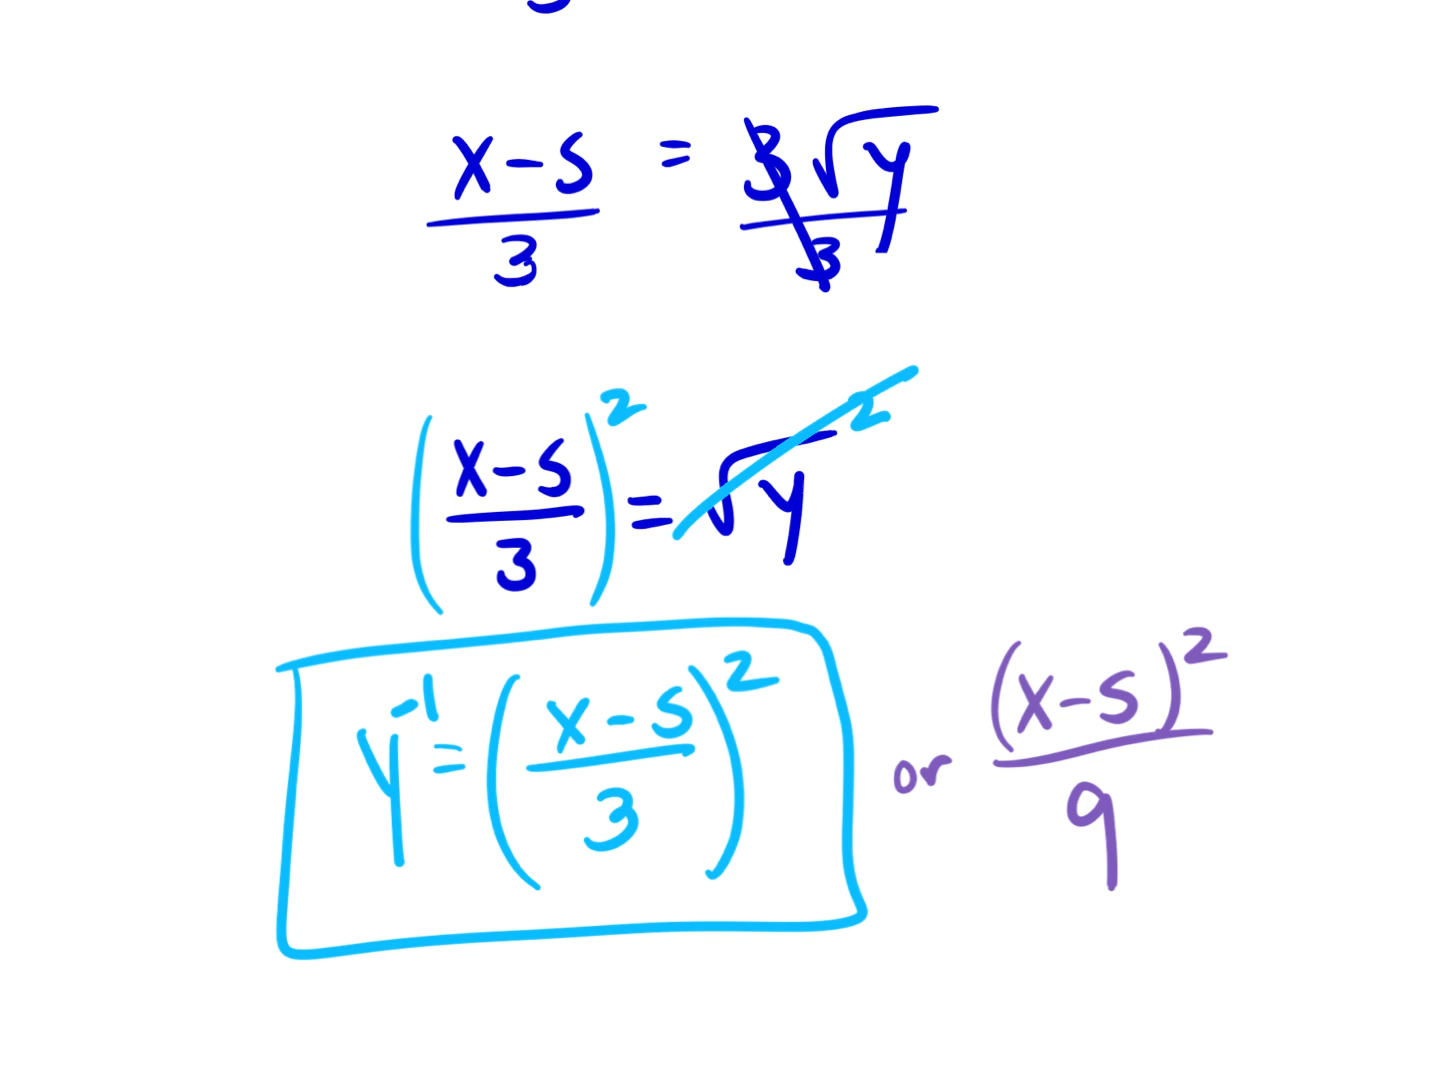 x-5/3 = 3√y/3
(x-5/3)² = √y²
y⁻¹ = (x-5/3)² or (x-5)²/9